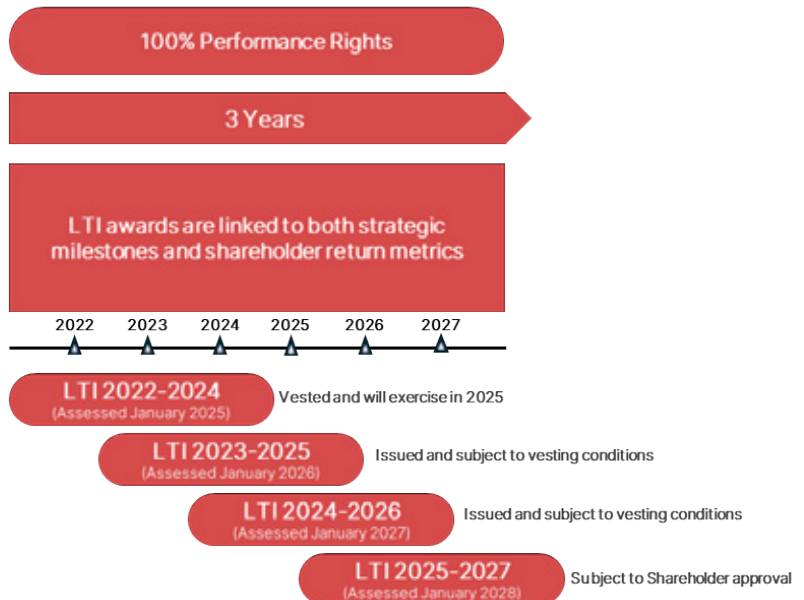 100% Performance Rights
3 Years
LTI awards are linked to both strategic
milestones and shareholder return metrics
2022 2023 2024 2025 2026 2027
LTI 2022-2024
(Assessed January 2025)
Vested and will exercise in 2025
LTI 2023-2025
(Assessed January 2026)
Issued and subject to vesting conditions
LTI 2024-2026
(Assessed January 2027)
Issued and subject to vesting conditions
LTI 2025-2027
(Assessed January 2028)
Subject to Shareholder approval